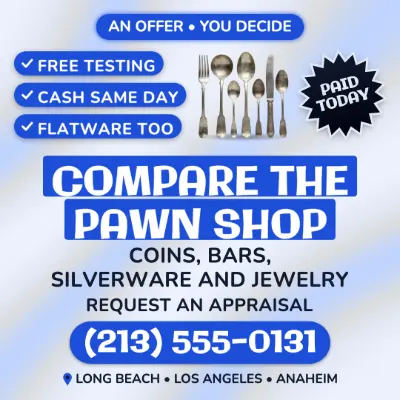 AN OFFER • YOU DECIDE
FREE TESTING
CASH SAME DAY
FLATWARE TOO
PAID
TODAY
COMPARE THE
PAWN SHOP
COINS, BARS,
SILVERWARE AND JEWELRY
REQUEST AN APPRAISAL
(213) 555-0131
LONG BEACH • LOS ANGELES • ANAHEIM